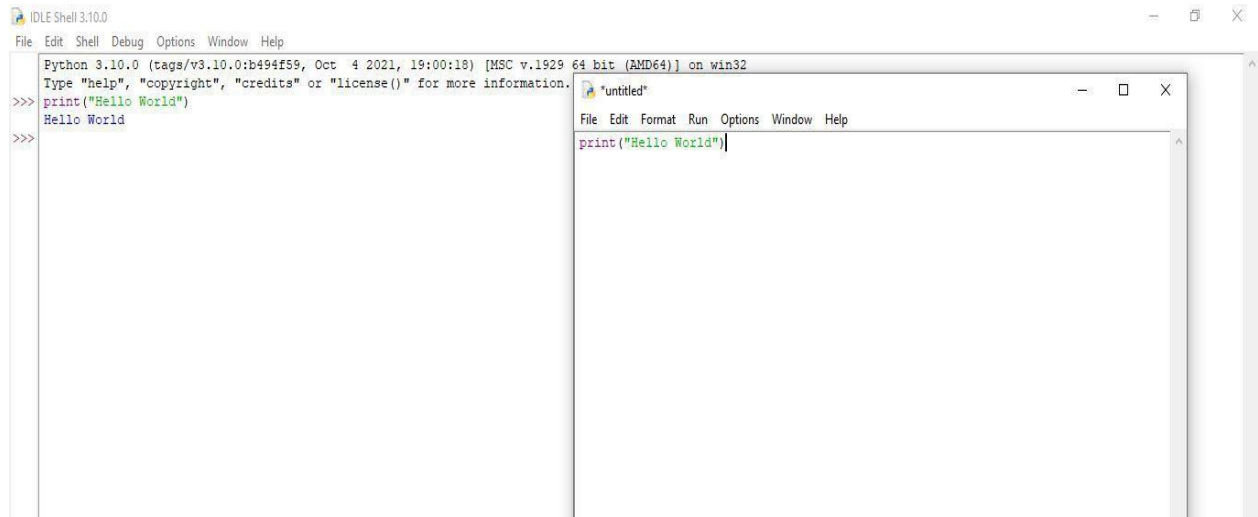 IDLE Shell 3.10.0
File Edit Shell Debug Options Window Help
Python 3.10.0 (tags/v3.10.0:b494f59, Oct  4 2021, 19:00:18) [MSC v.1929 64 bit (AMD64)] on win32
Type "help", "copyright", "credits" or "license()" for more information.
>>> print("Hello World")
Hello World
>>>
*untitled*
File Edit Format Run Options Window Help
print("Hello World")